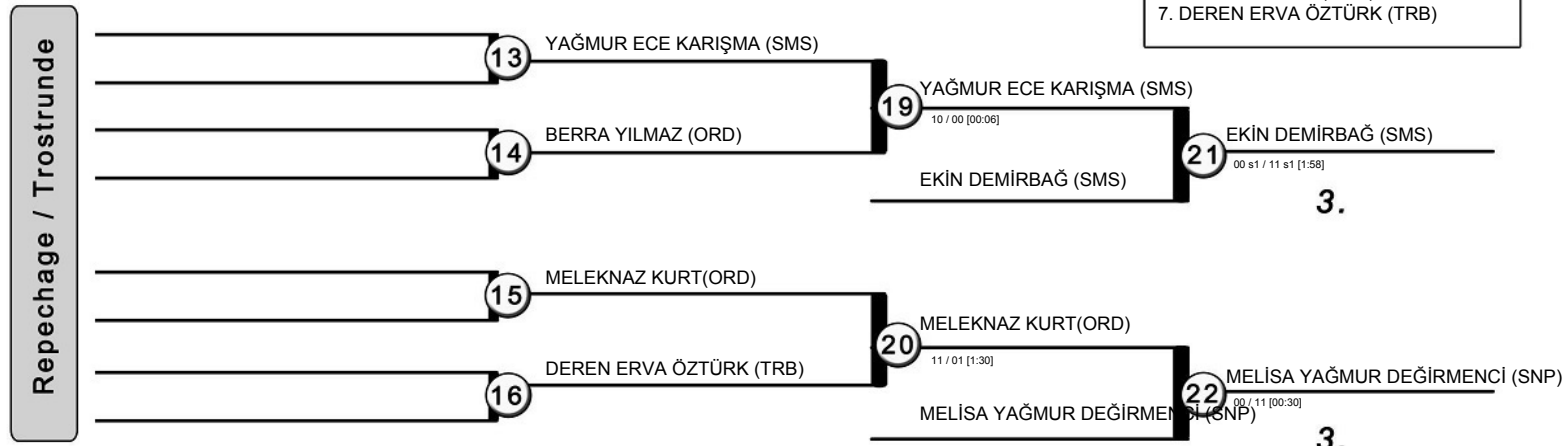 7. DEREN ERVA ÖZTÜRK (TRB)
Repechage / Trostrunde
13
YAĞMUR ECE KARIŞMA (SMS)
19
YAĞMUR ECE KARIŞMA (SMS)
10 / 00 [00:06]
14
BERRA YILMAZ (ORD)
21
EKİN DEMİRBAĞ (SMS)
00 s1 / 11 s1 [1:58]
EKİN DEMİRBAĞ (SMS)
3.
15
MELEKNAZ KURT(ORD)
20
MELEKNAZ KURT(ORD)
11 / 01 [1:30]
16
DEREN ERVA ÖZTÜRK (TRB)
22
MELİSA YAĞMUR DEĞİRMENCİ (SNP)
00 / 11 [00:30]
MELİSA YAĞMUR DEĞİRMENCİ (SNP)
3.